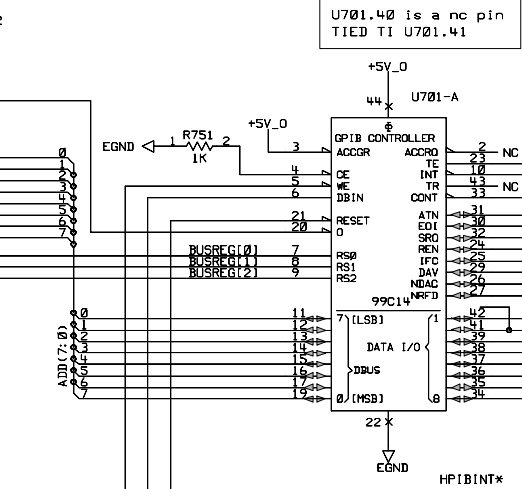 U701.40 is a nc pin
TIED TI U701.41
+5V_O
44
U701-A
+5V_O
GPIB CONTROLLER
EGND 1 R751 2
1K
3 ACCGR
4 CE
5 WE
6 DBIN
21 RESET
20 O
BUSREG[0] 7 RS0
BUSREG[1] 8 RS1
BUSREG[2] 9 RS2
ACCRQ 2 NC
TE 23
INT 10
TR 43 NC
CONT 33
ATN 31
EOI 30
SRQ 32
REN 24
IFC 25
DAV 29
NDAC 26
NRFD 27
0
1
2
3
4
5
6
7
99C14
ADD(7:0)
0 11 7 [LSB] 1 42
1 12 41
2 13 39
3 14 DATA I/O 38
4 15 37
5 16 DBUS 36
6 17 35
7 19 0 [MSB] 8 34
22
EGND
HPIBINT*